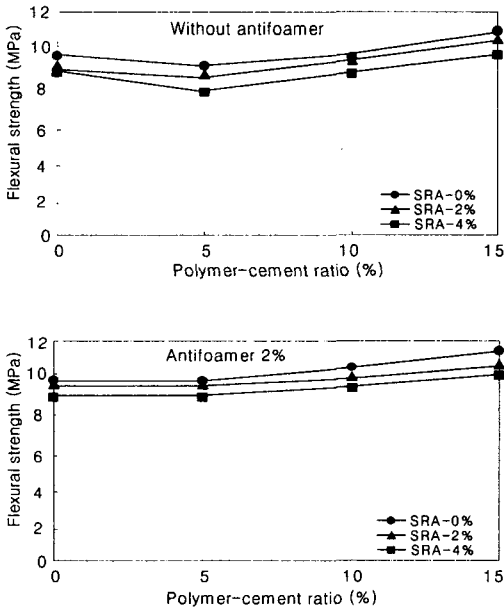 12
Without antifoamer
10
8
6
4
2
0
Flexural strength (MPa)
SRA-0%
SRA-2%
SRA-4%
0 5 10 15
Polymer-cement ratio (%)
12
Antifoamer 2%
10
8
6
4
2
0
Flexural strength (MPa)
SRA-0%
SRA-2%
SRA-4%
0 5 10 15
Polymer-cement ratio (%)